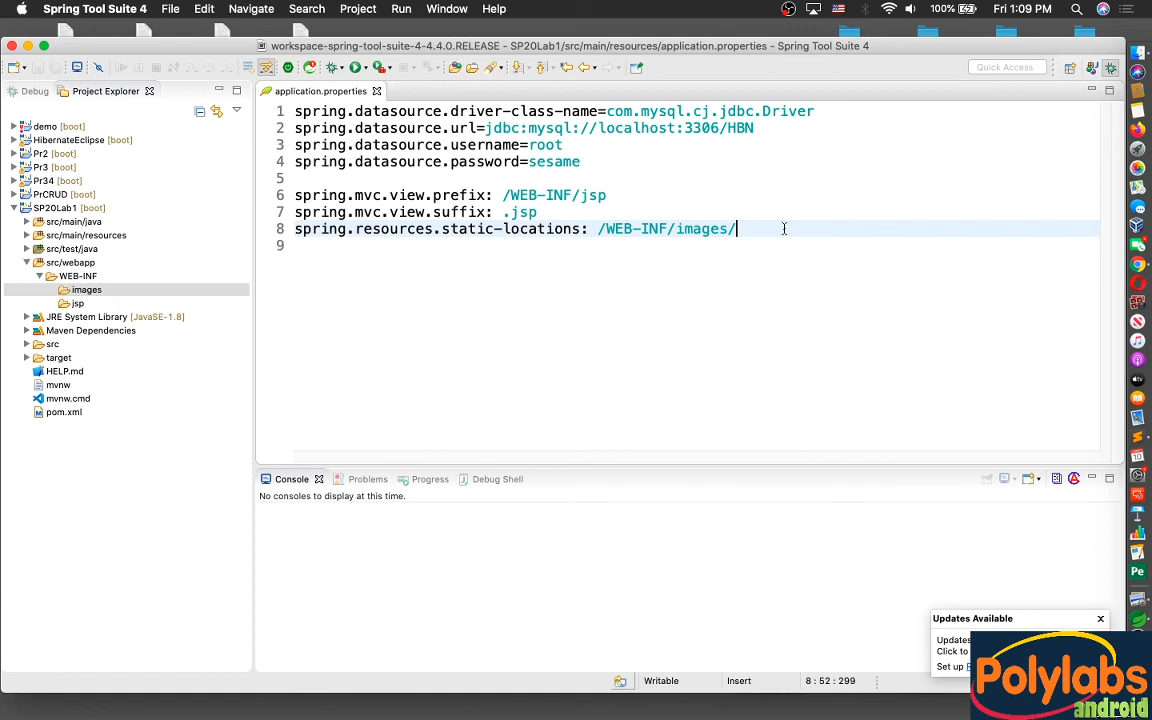 Spring Tool Suite 4 File Edit Navigate Search Project Run Window Help 100% Fri 1:09 PM
workspace-spring-tool-suite-4-4.4.0.RELEASE - SP20Lab1/src/main/resources/application.properties - Spring Tool Suite 4
Quick Access
Debug Project Explorer
application.properties
demo [boot]
HibernateEclipse [boot]
Pr2 [boot]
Pr3 [boot]
Pr34 [boot]
PrCRUD [boot]
SP20Lab1 [boot]
src/main/java
src/main/resources
src/test/java
src/webapp
WEB-INF
images
jsp
JRE System Library [JavaSE-1.8]
Maven Dependencies
src
target
HELP.md
mvnw
mvnw.cmd
pom.xml
1 spring.datasource.driver-class-name=com.mysql.cj.jdbc.Driver
2 spring.datasource.url=jdbc:mysql://localhost:3306/HBN
3 spring.datasource.username=root
4 spring.datasource.password=sesame
5
6 spring.mvc.view.prefix: /WEB-INF/jsp
7 spring.mvc.view.suffix: .jsp
8 spring.resources.static-locations: /WEB-INF/images/
9
Console Problems Progress Debug Shell
No consoles to display at this time.
Updates Available
Updates
Click to
Set up
Writable Insert 8 : 52 : 299
Polylabs
android